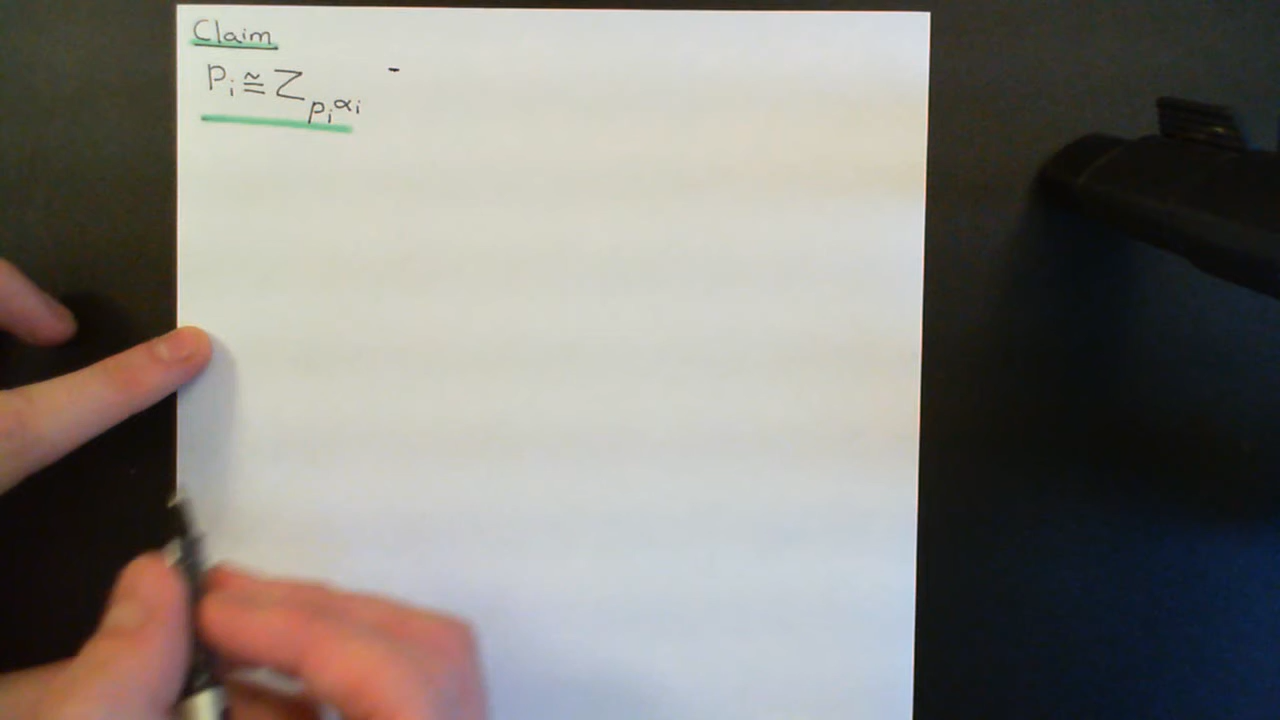 Claim
P_i ≅ Z_{p_i^{α_i}} -